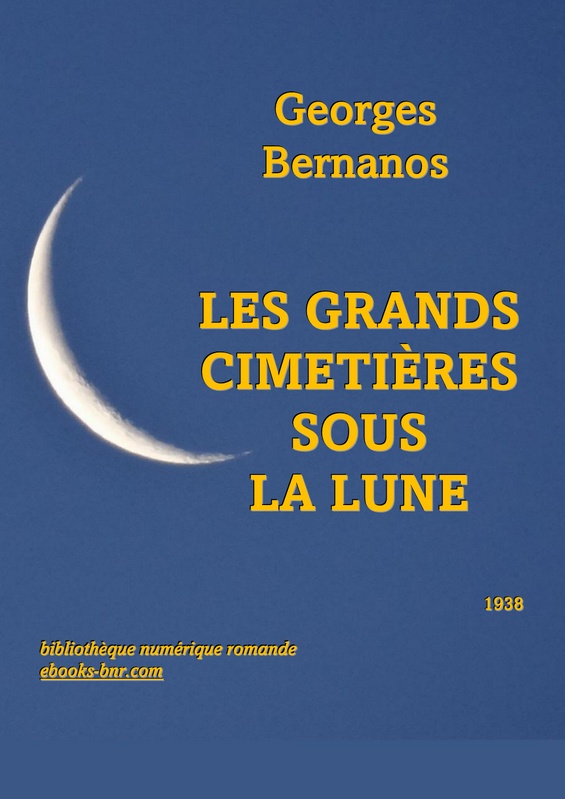 Georges
Bernanos
LES GRANDS
CIMETIÈRES
SOUS
LA LUNE
1938
bibliothèque numérique romande
ebooks-bnr.com